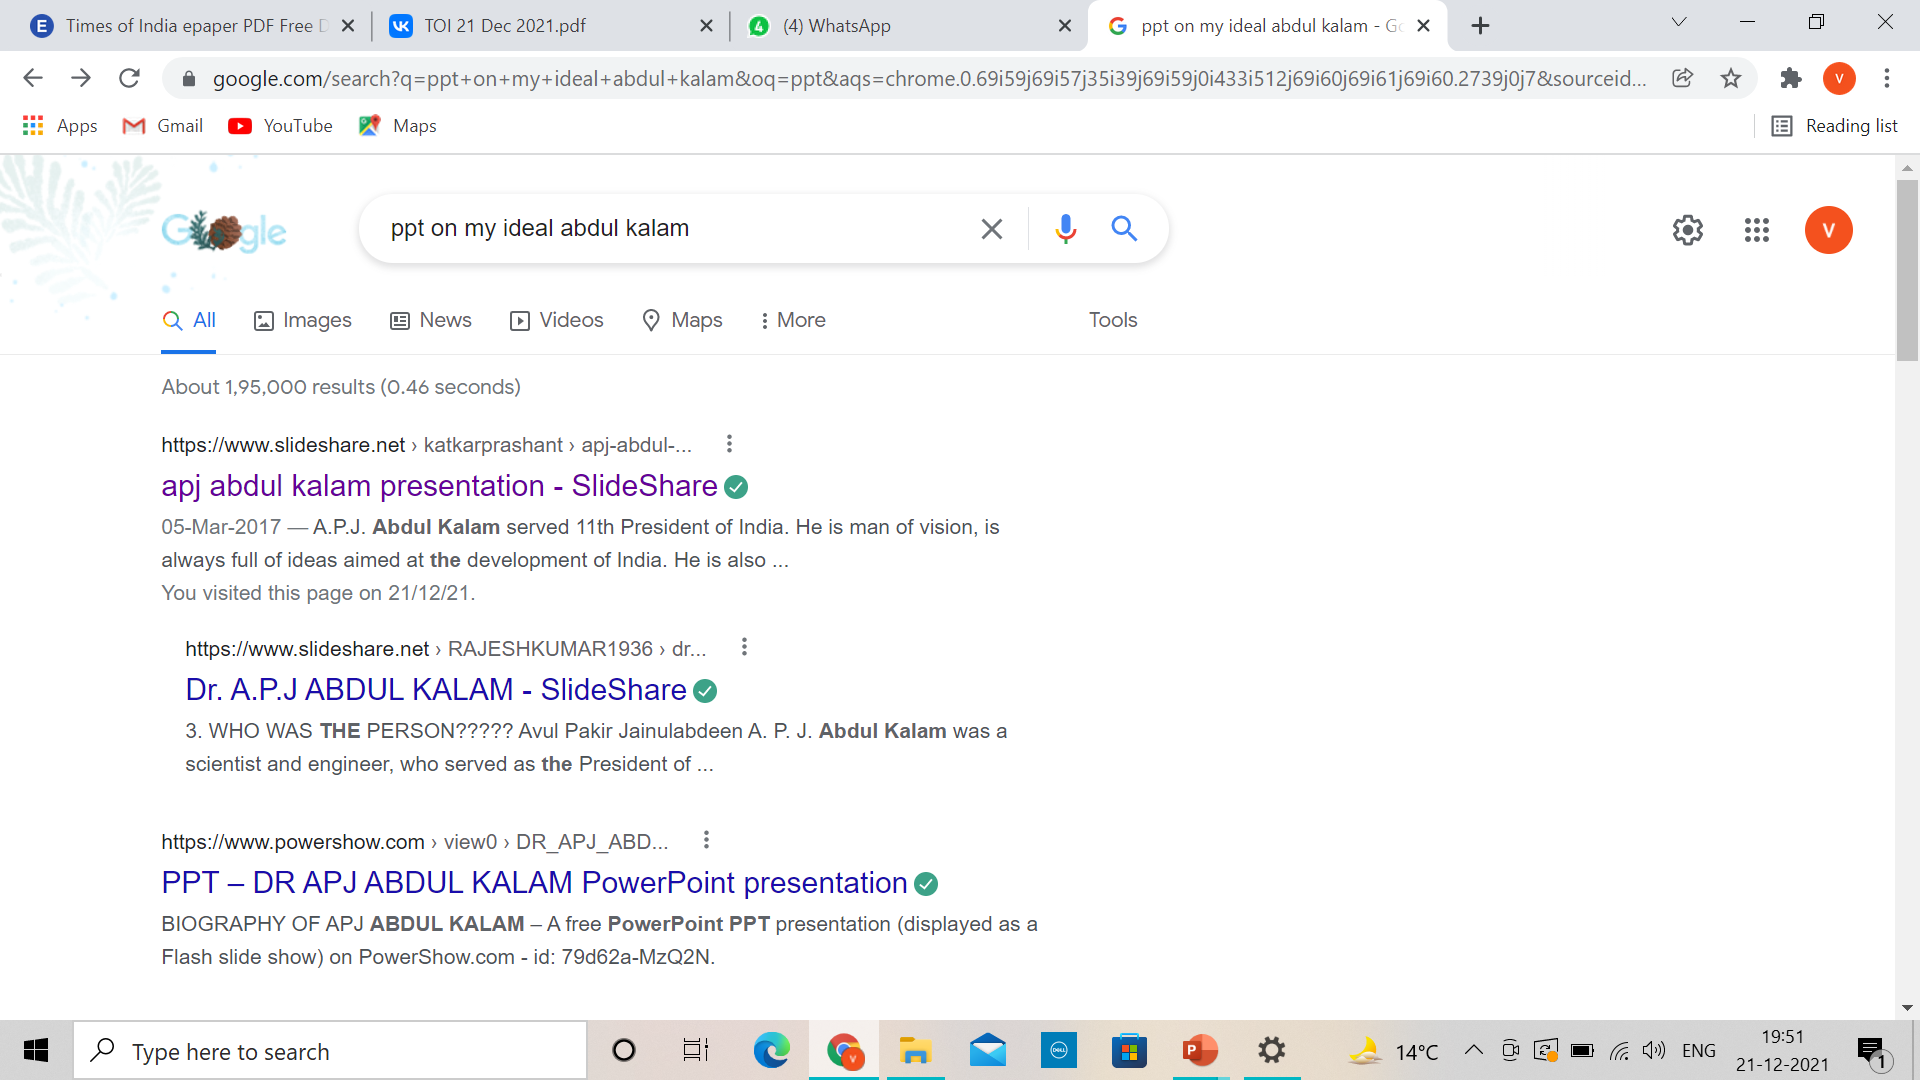 Times of India epaper PDF Free
TOI 21 Dec 2021.pdf
(4) WhatsApp
ppt on my ideal abdul kalam - Go
google.com/search?q=ppt+on+my+ideal+abdul+kalam&oq=ppt&aqs=chrome.0.69i59j69i57j35i39j69i59j0i433i512j69i60j69i61j69i60.2739j0j7&sourceid...
V
Apps
Gmail
YouTube
Maps
Reading list
Google
ppt on my ideal abdul kalam
V
All
Images
News
Videos
Maps
More
Tools
About 1,95,000 results (0.46 seconds)
https://www.slideshare.net › katkarprashant › apj-abdul-...
apj abdul kalam presentation - SlideShare
05-Mar-2017 — A.P.J. Abdul Kalam served 11th President of India. He is man of vision, is
always full of ideas aimed at the development of India. He is also ...
You visited this page on 21/12/21.
https://www.slideshare.net › RAJESHKUMAR1936 › dr...
Dr. A.P.J ABDUL KALAM - SlideShare
3. WHO WAS THE PERSON????? Avul Pakir Jainulabdeen A. P. J. Abdul Kalam was a
scientist and engineer, who served as the President of ...
https://www.powershow.com › view0 › DR_APJ_ABD...
PPT – DR APJ ABDUL KALAM PowerPoint presentation
BIOGRAPHY OF APJ ABDUL KALAM – A free PowerPoint PPT presentation (displayed as a
Flash slide show) on PowerShow.com - id: 79d62a-MzQ2N.
Type here to search
14°C
ENG
19:51
21-12-2021
1